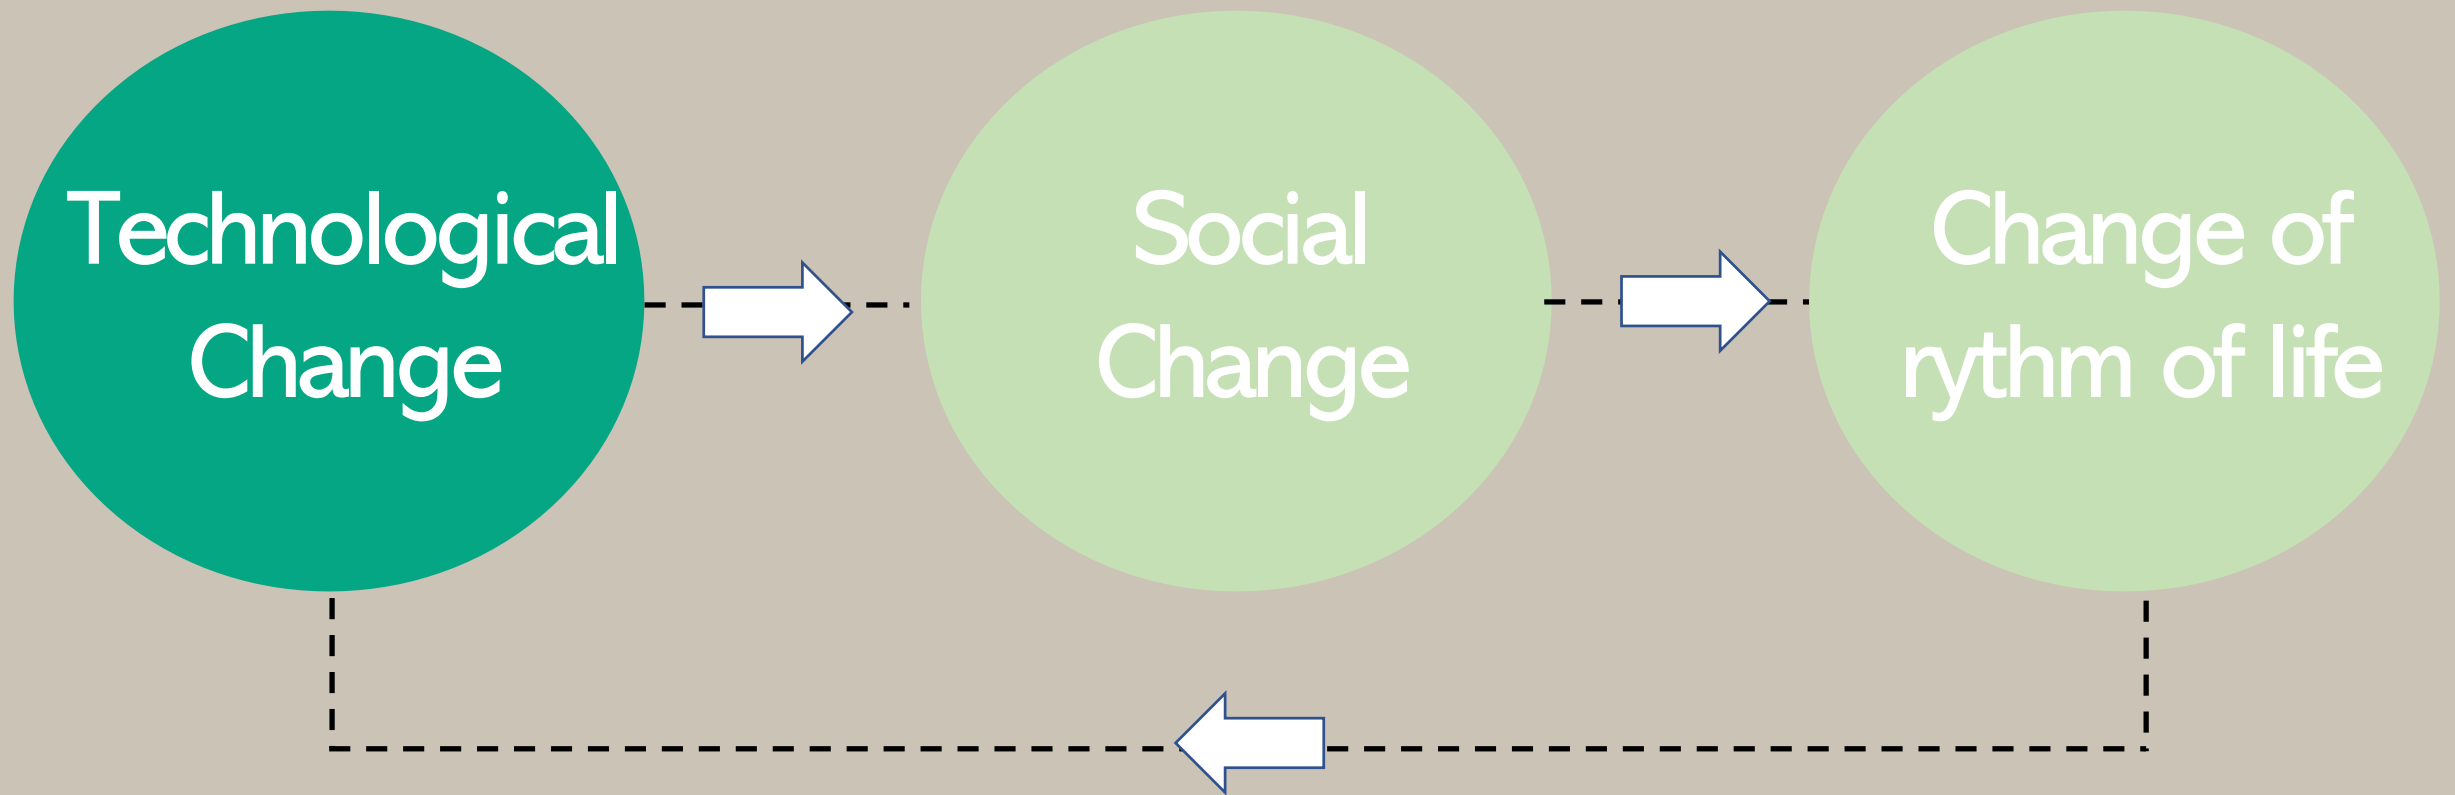 Technological
Change
Social
Change
Change of
rythm of life